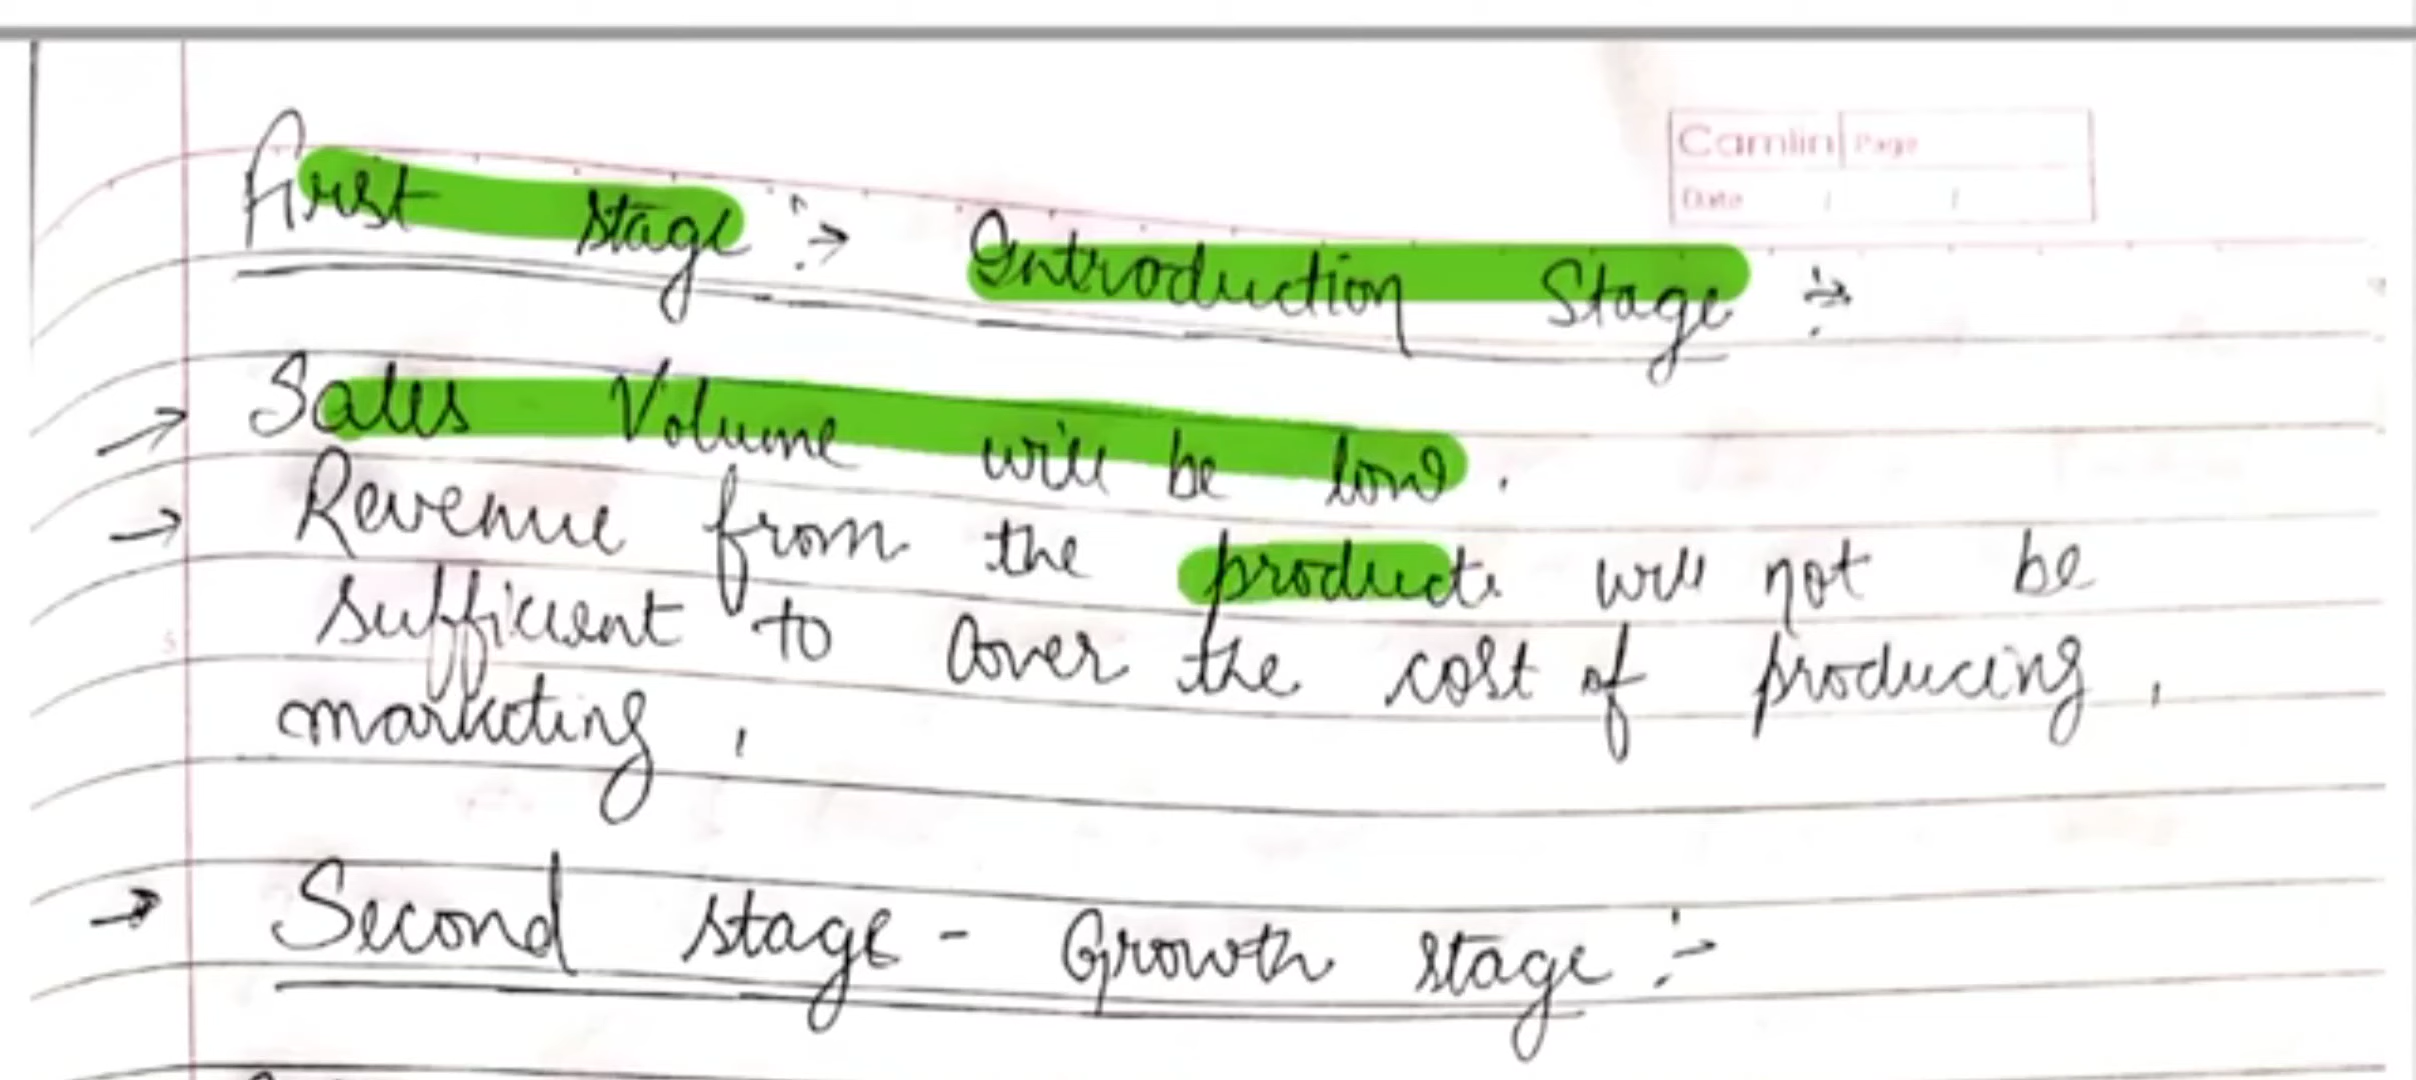 Camlin Page
Date / /
First stage :→ Introduction Stage :→
→ Sales Volume will be low.
→ Revenue from the product will not be
sufficient to cover the cost of producing,
marketing,
→ Second stage - Growth stage :-